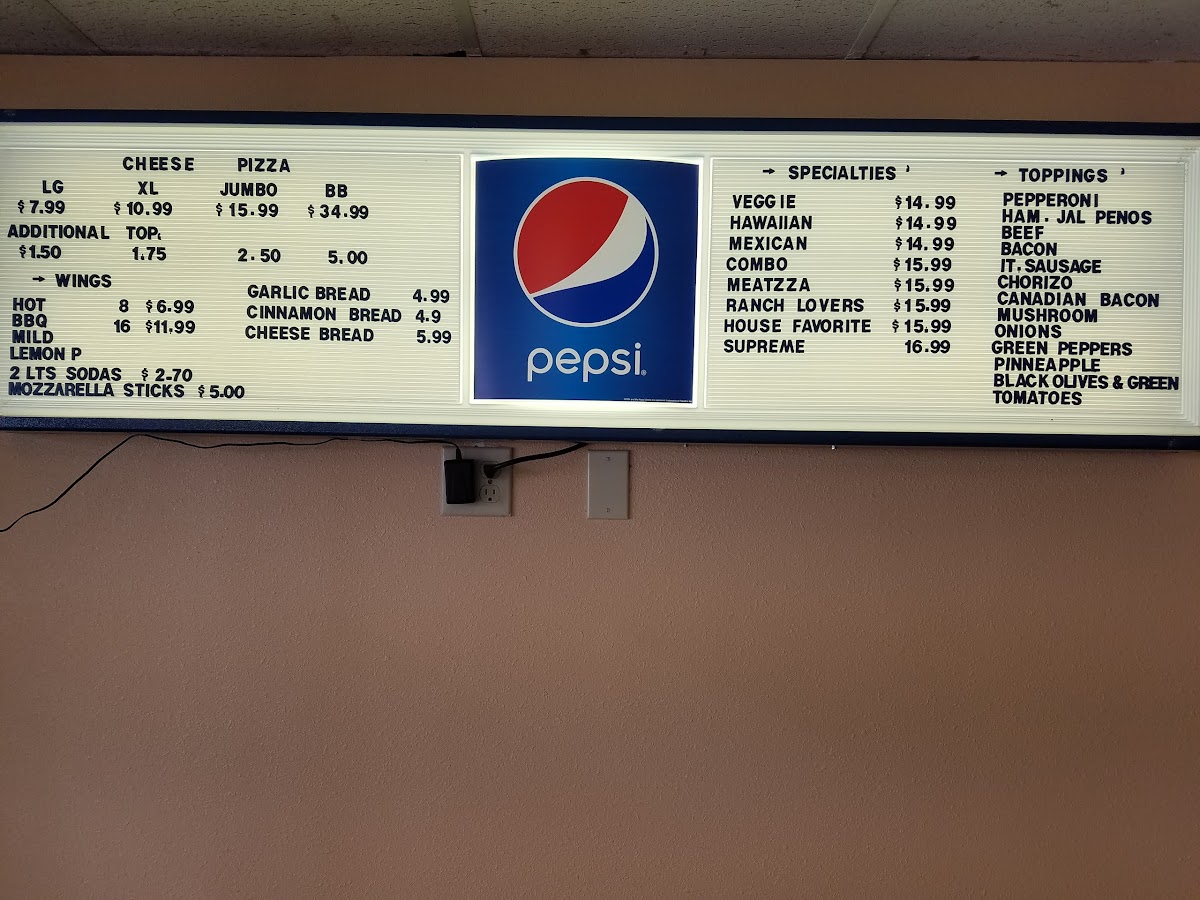 CHEESE PIZZA
LG XL JUMBO BB
$7.99 $10.99 $15.99 $34.99
ADDITIONAL TOP.
$1.50 1.75 2.50 5.00
→ WINGS
HOT 8 $6.99
BBQ 16 $11.99
MILD
LEMON P
2 LTS SODAS $2.70
MOZZARELLA STICKS $5.00
GARLIC BREAD 4.99
CINNAMON BREAD 4.9
CHEESE BREAD 5.99
pepsi®
→ SPECIALTIES '
VEGGIE $14.99
HAWAIIAN $14.99
MEXICAN $14.99
COMBO $15.99
MEATZZA $15.99
RANCH LOVERS $15.99
HOUSE FAVORITE $15.99
SUPREME 16.99
→ TOPPINGS '
PEPPERONI
HAM. JAL PENOS
BEEF
BACON
IT. SAUSAGE
CHORIZO
CANADIAN BACON
MUSHROOM
ONIONS
GREEN PEPPERS
PINNEAPPLE
BLACK OLIVES & GREEN
TOMATOES